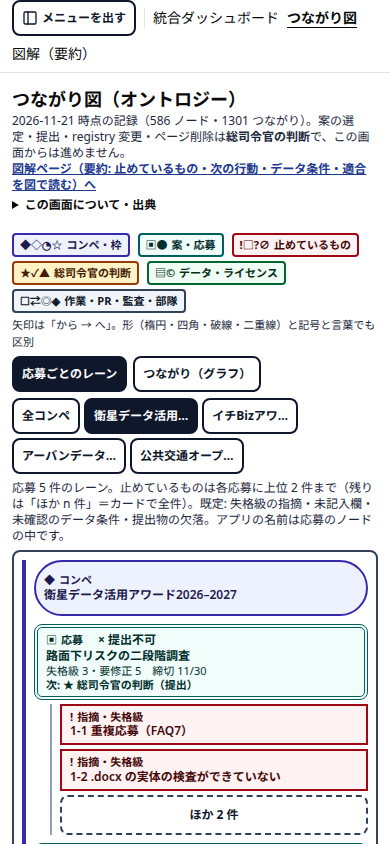 メニューを出す
統合ダッシュボード つながり図
図解（要約）
つながり図（オントロジー）
2026-11-21 時点の記録（586 ノード・1301 つながり）。案の選
定・提出・registry 変更・ページ削除は総司令官の判断で、この画
面からは進めません。
図解ページ（要約: 止めているもの・次の行動・データ条件・適合
を図で読む）へ
▶ この画面について・出典
◆◇◔☆ コンペ・枠
▣● 案・応募
!□?⊘ 止めているもの
★✓▲ 総司令官の判断
▤© データ・ライセンス
☐⇄◎◆ 作業・PR・監査・部隊
矢印は「から → へ」。形（楕円・四角・破線・二重線）と記号と言葉でも
区別
応募ごとのレーン
つながり（グラフ）
全コンペ
衛星データ活用...
イチBizアワ...
アーバンデータ...
公共交通オープ...
応募 5 件のレーン。止めているものは各応募に上位 2 件まで（残り
は「ほか n 件」＝カードで全件）。既定: 失格級の指摘・未記入欄・
未確認のデータ条件・提出物の欠落。アプリの名前は応募のノード
の中です。
◆ コンペ
衛星データ活用アワード2026–2027
▣ 応募 × 提出不可
路面下リスクの二段階調査
失格級 3・要修正 5 締切 11/30
次: ★ 総司令官の判断（提出）
! 指摘・失格級
1-1 重複応募（FAQ7）
! 指摘・失格級
1-2 .docx の実体の検査ができていない
ほか 2 件